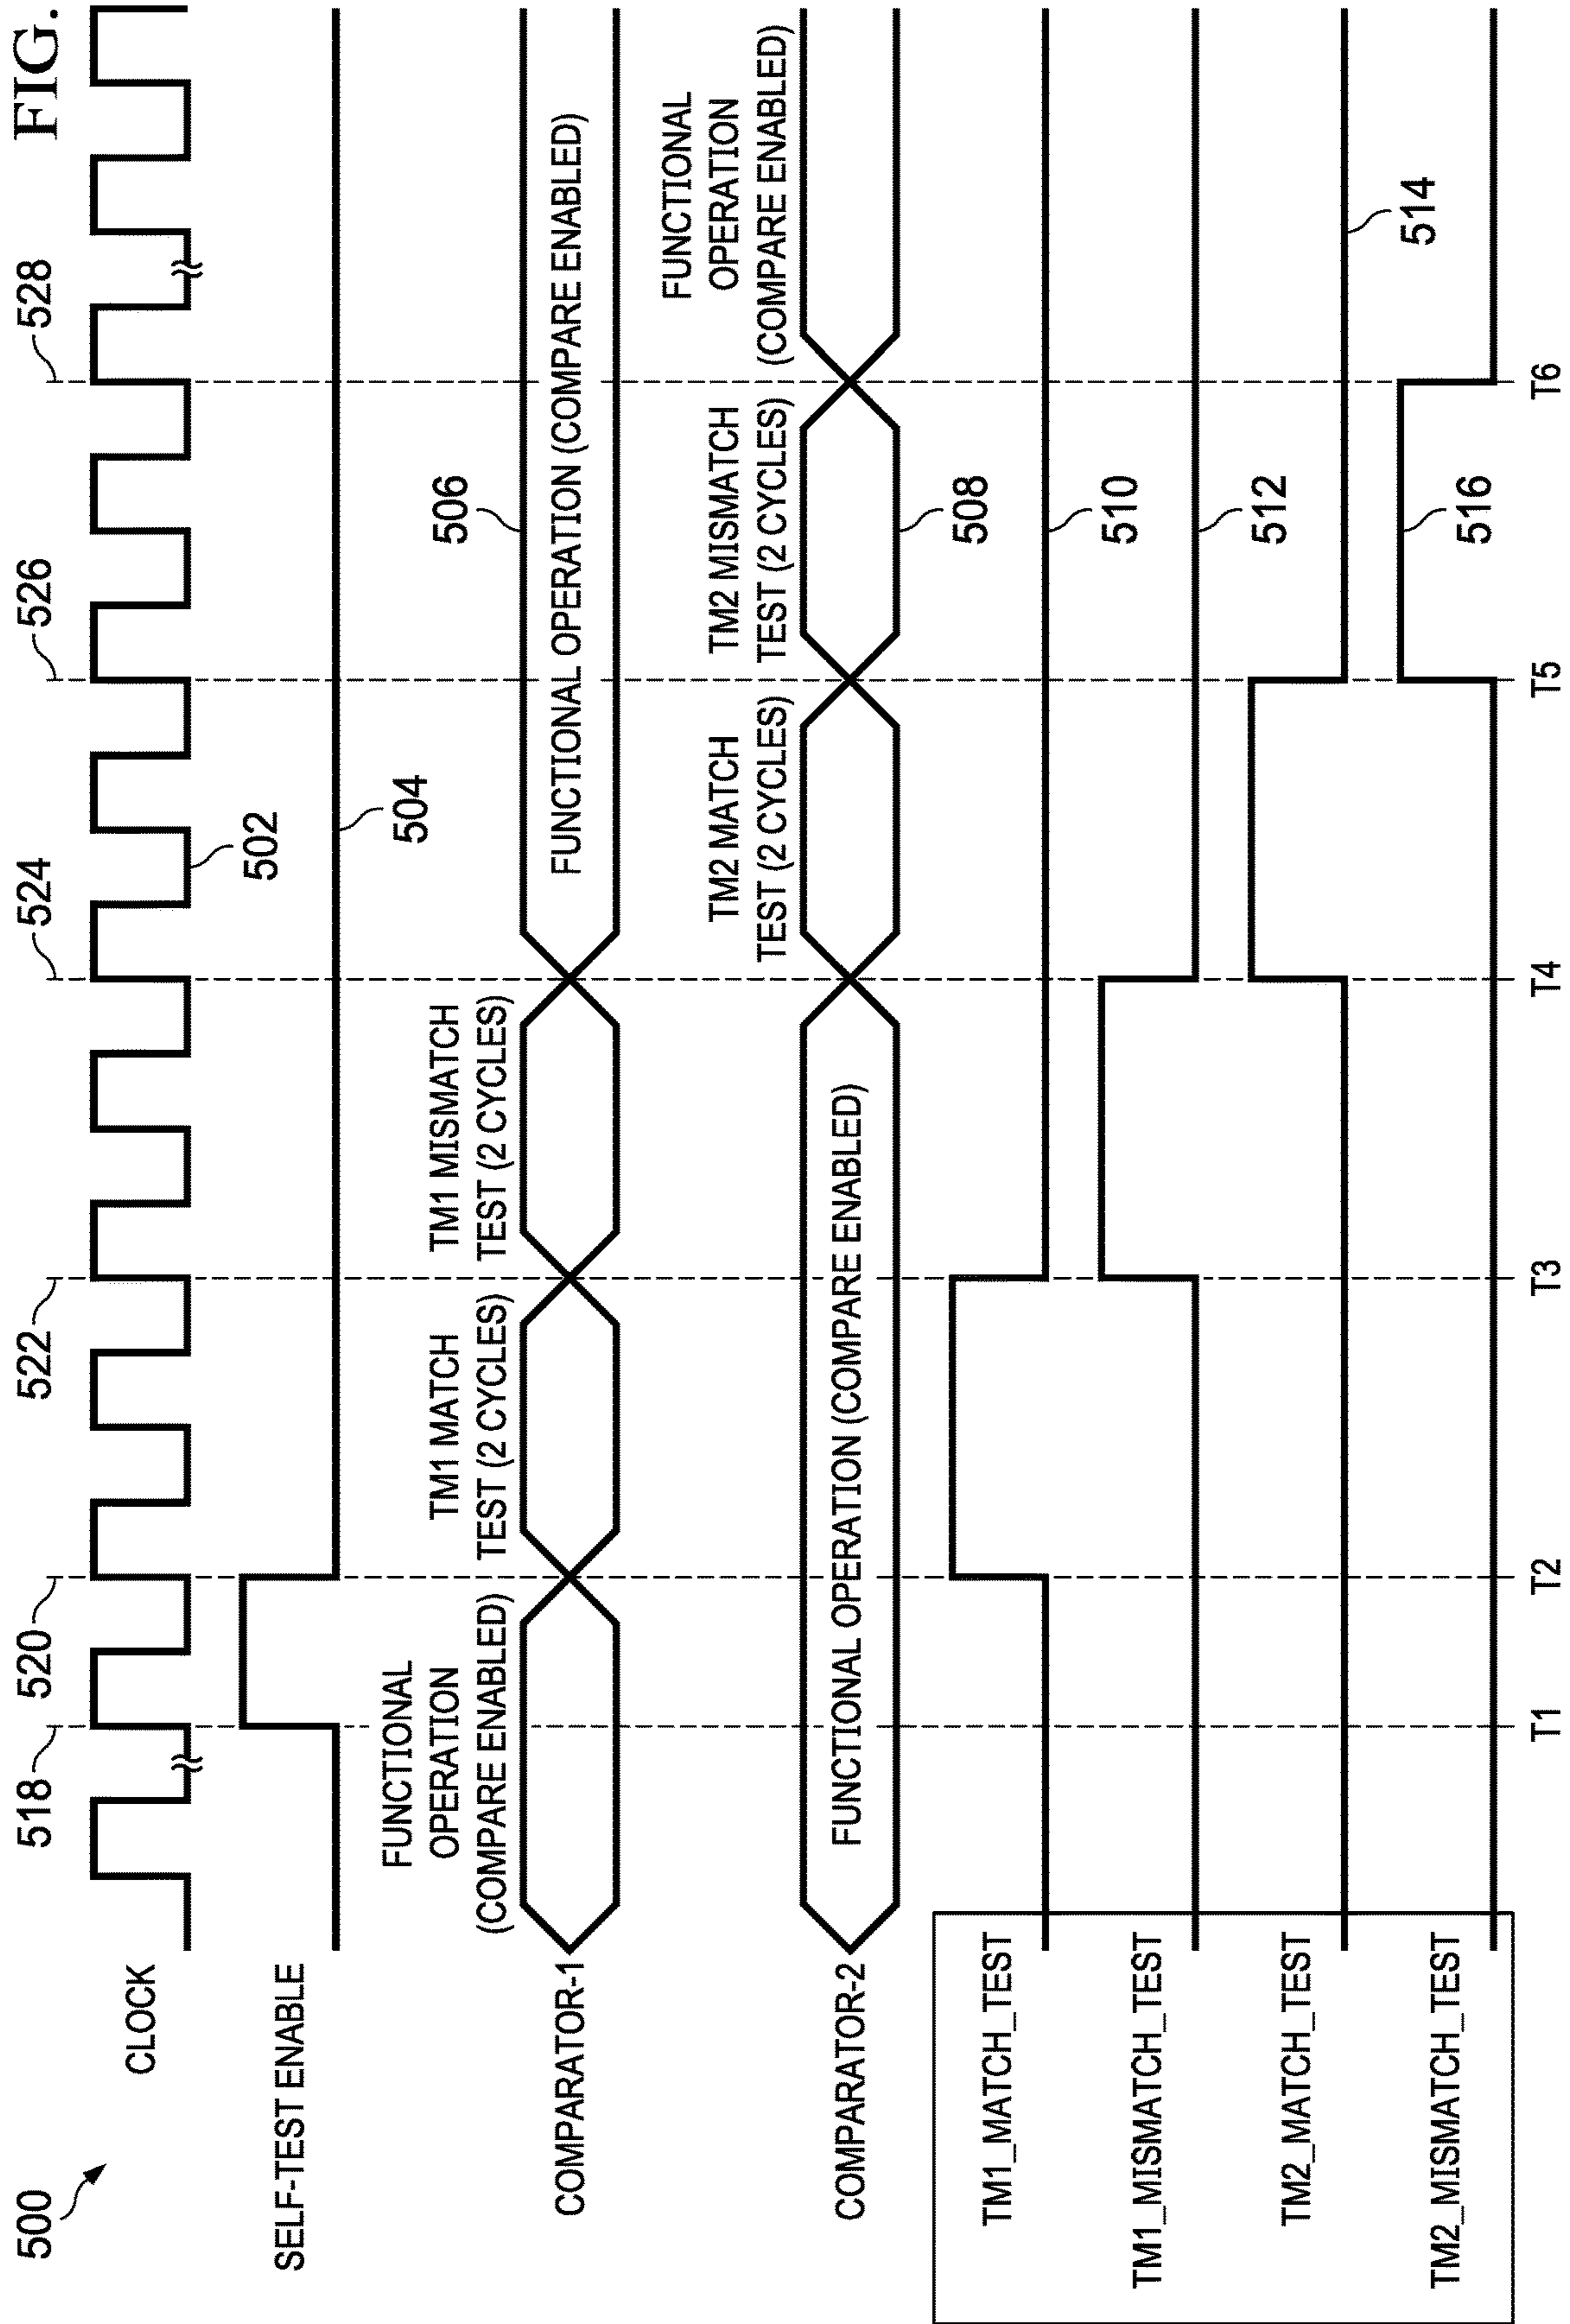 FIG.
500
518
520
522
524
526
528
CLOCK
502
SELF-TEST ENABLE
504
COMPARATOR-1
FUNCTIONAL
OPERATION
(COMPARE ENABLED)
TM1 MATCH
TEST (2 CYCLES)
TM1 MISMATCH
TEST (2 CYCLES)
506
FUNCTIONAL OPERATION (COMPARE ENABLED)
COMPARATOR-2
FUNCTIONAL OPERATION (COMPARE ENABLED)
TM2 MATCH
TEST (2 CYCLES)
TM2 MISMATCH
TEST (2 CYCLES)
FUNCTIONAL
OPERATION
(COMPARE ENABLED)
508
TM1_MATCH_TEST
510
TM1_MISMATCH_TEST
512
TM2_MATCH_TEST
514
TM2_MISMATCH_TEST
516
T1
T2
T3
T4
T5
T6